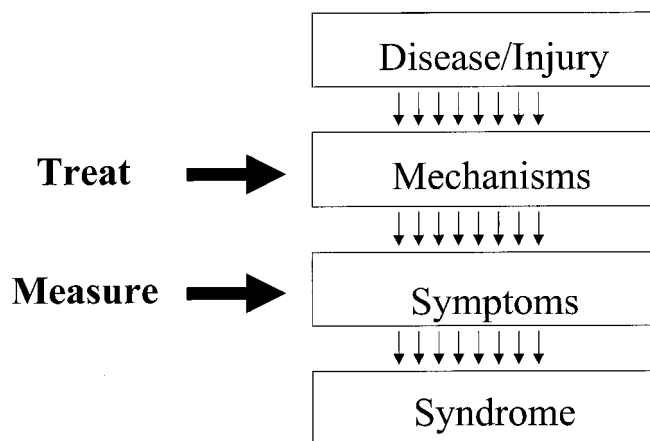 Disease/Injury
Treat
Mechanisms
Measure
Symptoms
Syndrome